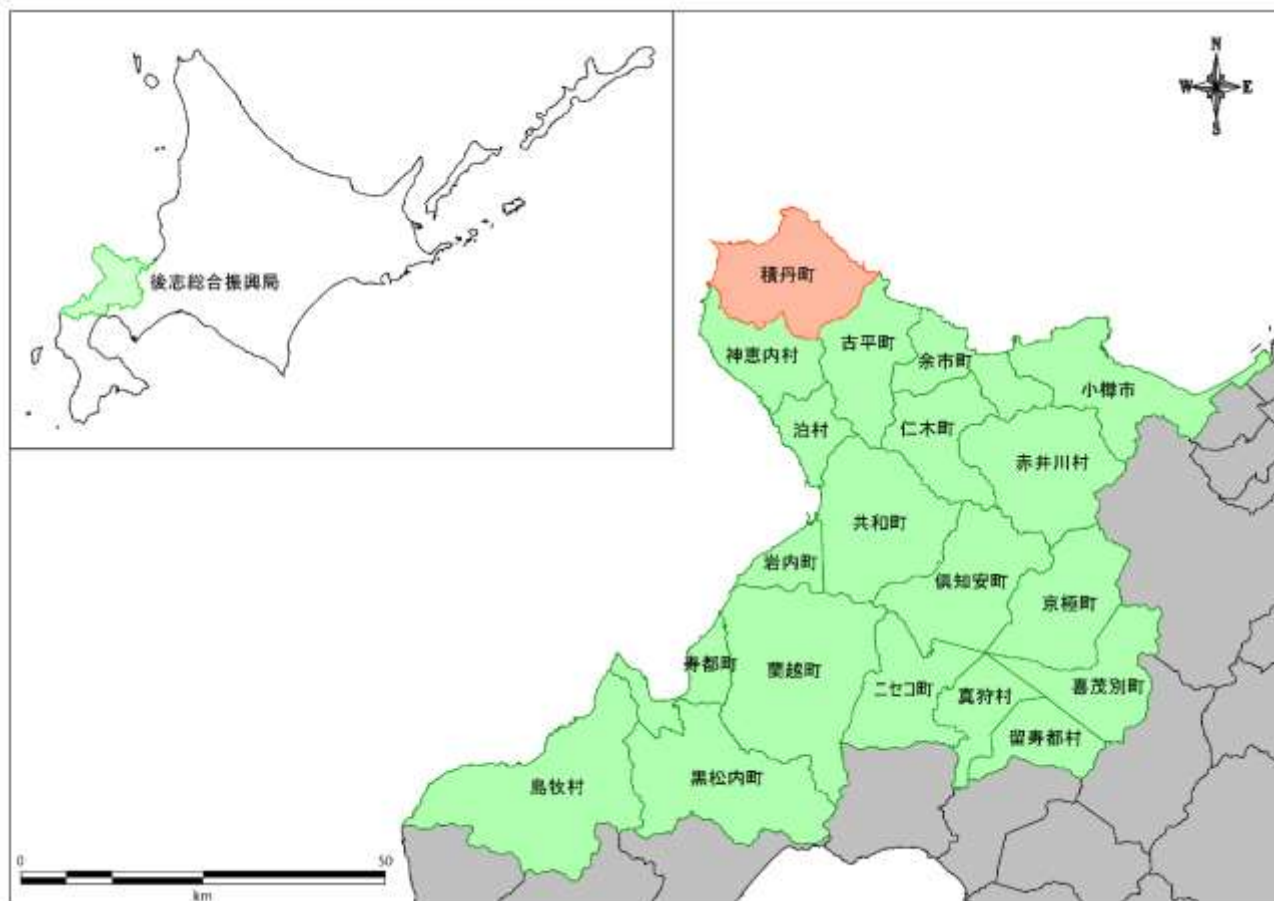 後志総合振興局
N
W E
S
積丹町
神恵内村
古平町
余市町
小樽市
泊村
仁木町
赤井川村
共和町
岩内町
倶知安町
京極町
寿都町
蘭越町
ニセコ町
真狩村
喜茂別町
留寿都村
島牧村
黒松内町
0 50
km